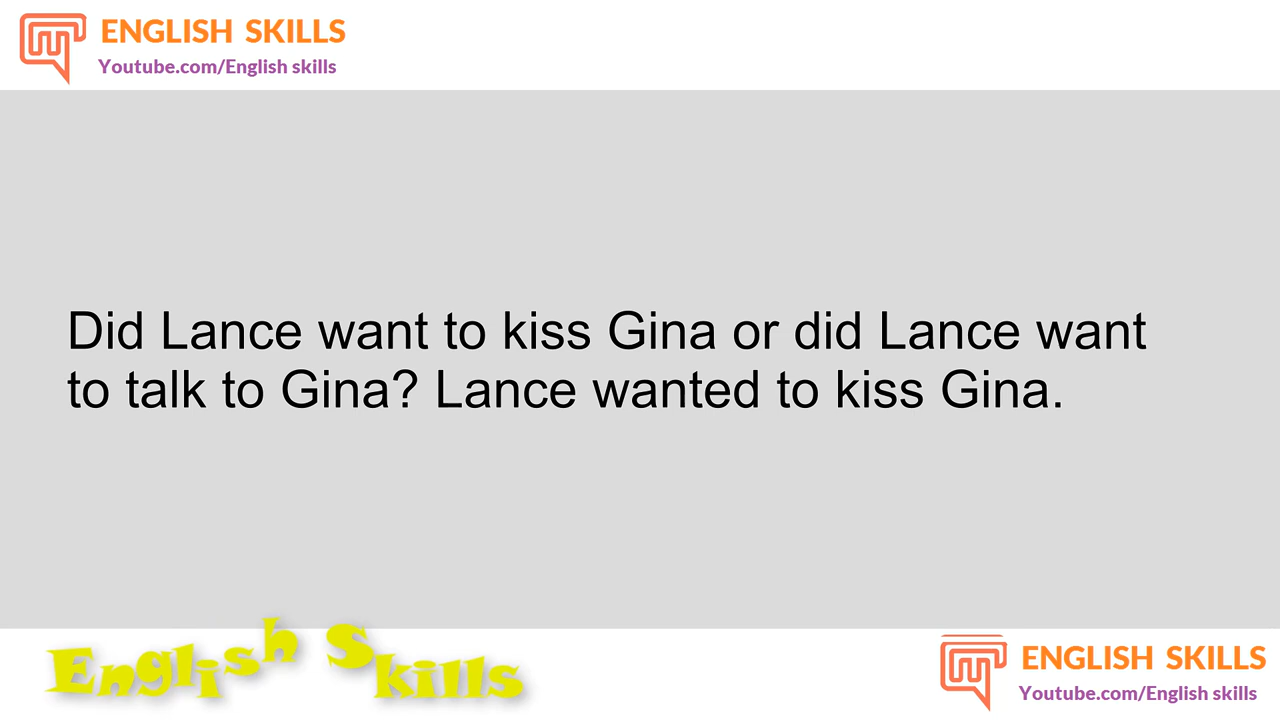 ENGLISH SKILLS
Youtube.com/English skills
Did Lance want to kiss Gina or did Lance want
to talk to Gina? Lance wanted to kiss Gina.
English Skills
ENGLISH SKILLS
Youtube.com/English skills